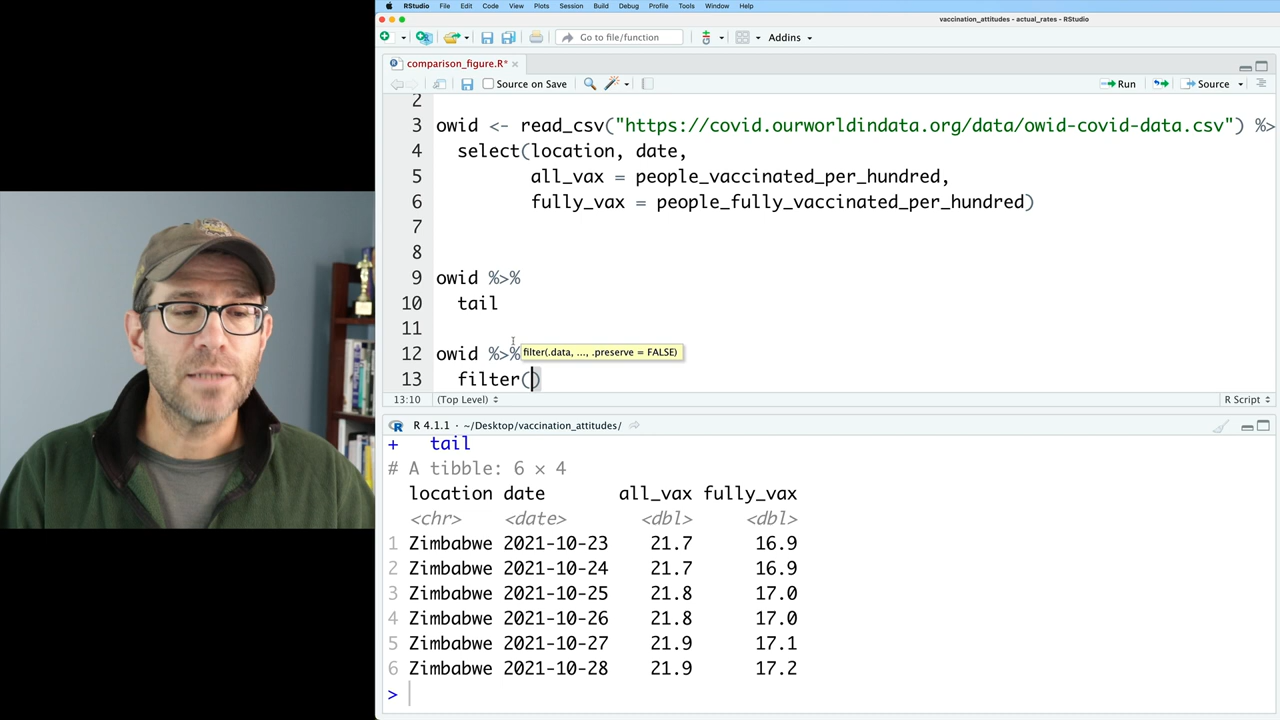 RStudio File Edit Code View Plots Session Build Debug Profile Tools Window Help
vaccination_attitudes - actual_rates - RStudio
Go to file/function Addins
comparison_figure.R*
Source on Save Run Source
2
3 owid <- read_csv("https://covid.ourworldindata.org/data/owid-covid-data.csv") %>
4 select(location, date,
5 all_vax = people_vaccinated_per_hundred,
6 fully_vax = people_fully_vaccinated_per_hundred)
7
8
9 owid %>%
10 tail
11
12 owid %>%
filter(.data, ..., .preserve = FALSE)
13 filter()
13:10 (Top Level) R Script
R 4.1.1 · ~/Desktop/vaccination_attitudes/
+ tail
# A tibble: 6 × 4
location date all_vax fully_vax
<chr> <date> <dbl> <dbl>
1 Zimbabwe 2021-10-23 21.7 16.9
2 Zimbabwe 2021-10-24 21.7 16.9
3 Zimbabwe 2021-10-25 21.8 17.0
4 Zimbabwe 2021-10-26 21.8 17.0
5 Zimbabwe 2021-10-27 21.9 17.1
6 Zimbabwe 2021-10-28 21.9 17.2
>